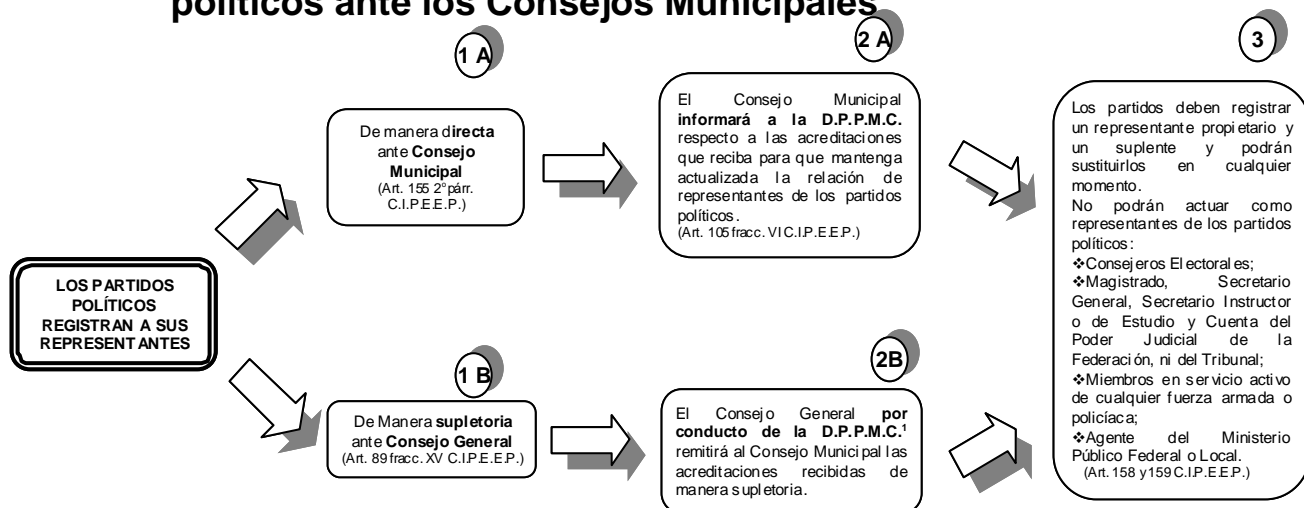 políticos ante los Consejos Municipales
1 A
2 A
3
De manera directa
ante Consejo
Municipal
(Art. 155 2° párr.
C.I.P.E.E.P.)
El Consejo Municipal
informará a la D.P.P.M.C.
respecto a las acreditaciones
que reciba para que mantenga
actualizada la relación de
representantes de los partidos
políticos.
(Art. 105 fracc. VI C.I.P.E.E.P.)
Los partidos deben registrar
un representante propietario y
un suplente y podrán
sustituirlos en cualquier
momento.
No podrán actuar como
representantes de los partidos
políticos:
❖Consejeros Electorales;
❖Magistrado, Secretario
General, Secretario Instructor
o de Estudio y Cuenta del
Poder Judicial de la
Federación, ni del Tribunal;
❖Miembros en servicio activo
de cualquier fuerza armada o
policíaca;
❖Agente del Ministerio
Público Federal o Local.
(Art. 158 y 159 C.I.P.E.E.P.)
LOS PARTIDOS
POLÍTICOS
REGISTRAN A SUS
REPRESENTANTES
1 B
2B
De Manera supletoria
ante Consejo General
(Art. 89 fracc. XV C.I.P.E.E.P.)
El Consejo General por
conducto de la D.P.P.M.C.¹
remitirá al Consejo Municipal las
acreditaciones recibidas de
manera supletoria.